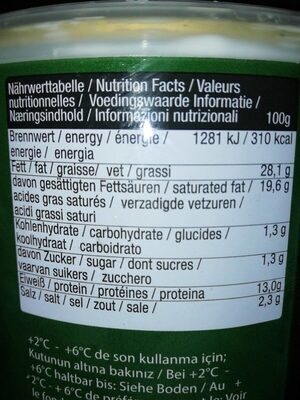 Nährwerttabelle / Nutrition Facts / Valeurs
nutritionnelles / Voedingswaarde Informatie /
Næringsindhold / Informazioni nutrizionali 100g
Brennwert / energy / énergie / 1281 kJ / 310 kcal
energie / energia
Fett / fat / graisse/ vet / grassi 28,1 g
davon gesättigten Fettsäuren / saturated fat / 19,6 g
acides gras saturés / verzadigde vetzuren /
acidi grassi saturi
Kohlenhydrate / carbohydrate / glucides / 1,3 g
koolhydraat / carboidrato
davon Zucker / sugar / dont sucres / 1,3 g
vaarvan suikers / zucchero
Eiweiß / protein / protéines / proteina 13,0g
Salz / salt / sel / zout / sale / 2,3 g
+2°C - +6°C de son kullanma için;
Kutunun altına bakınız / Bei +2°C -
+6°C haltbar bis: Siehe Boden / Au +